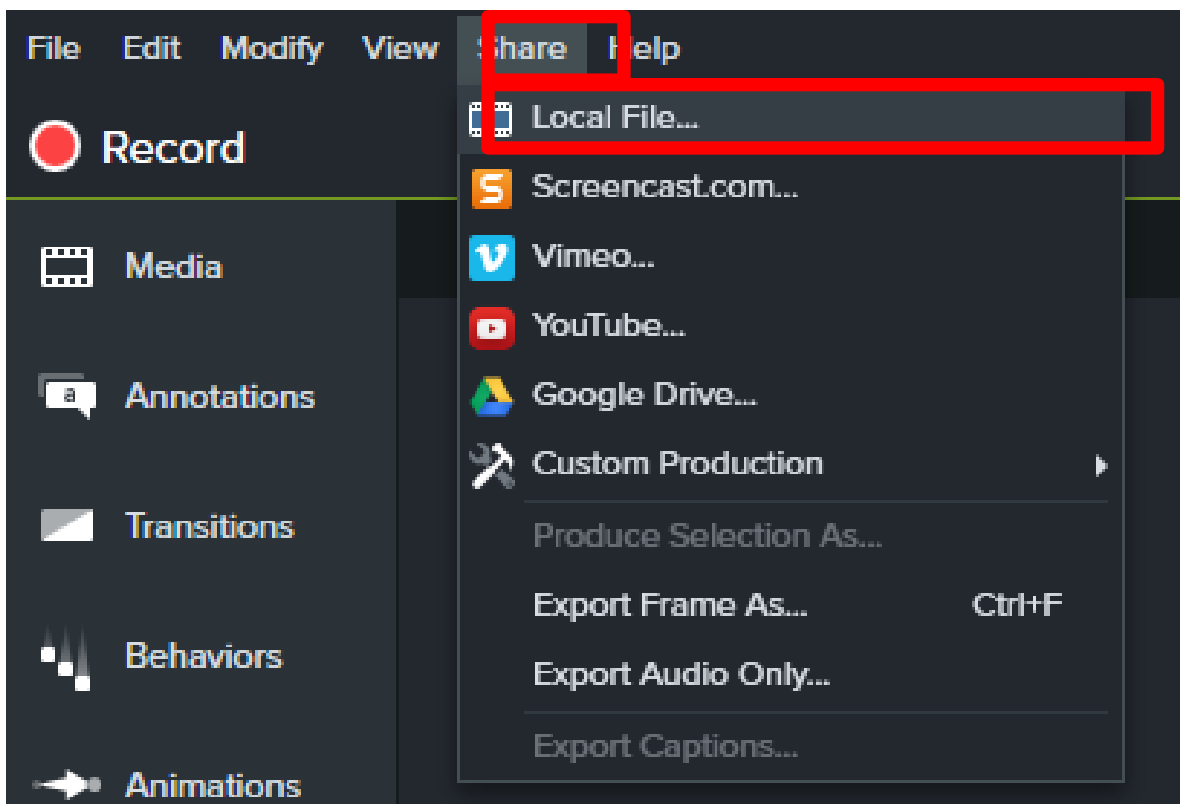 File Edit Modify View Share Help
Record
Local File...
Screencast.com...
Vimeo...
YouTube...
Google Drive...
Custom Production
Produce Selection As...
Export Frame As... Ctrl+F
Export Audio Only...
Export Captions...
Media
Annotations
Transitions
Behaviors
Animations